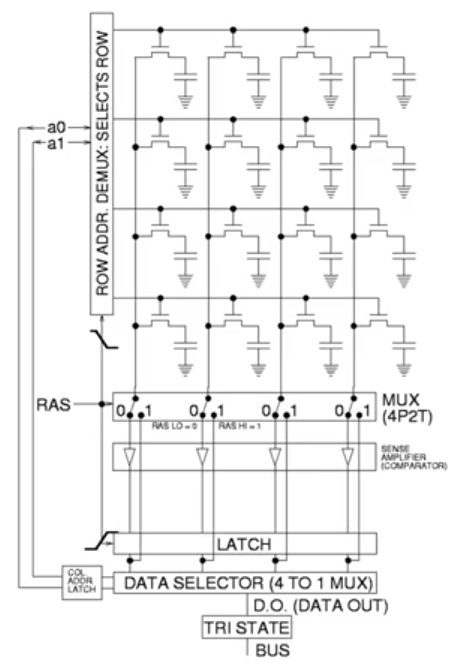 ROW ADDR. DEMUX: SELECTS ROW
a0
a1
RAS
0 1 0 1 0 1 0 1
MUX
(4P2T)
RAS LO = 0 RAS HI = 1
SENSE
AMPLIFIER
(COMPARATOR)
LATCH
COL.
ADDR.
LATCH
DATA SELECTOR (4 TO 1 MUX)
D.O. (DATA OUT)
TRI STATE
BUS